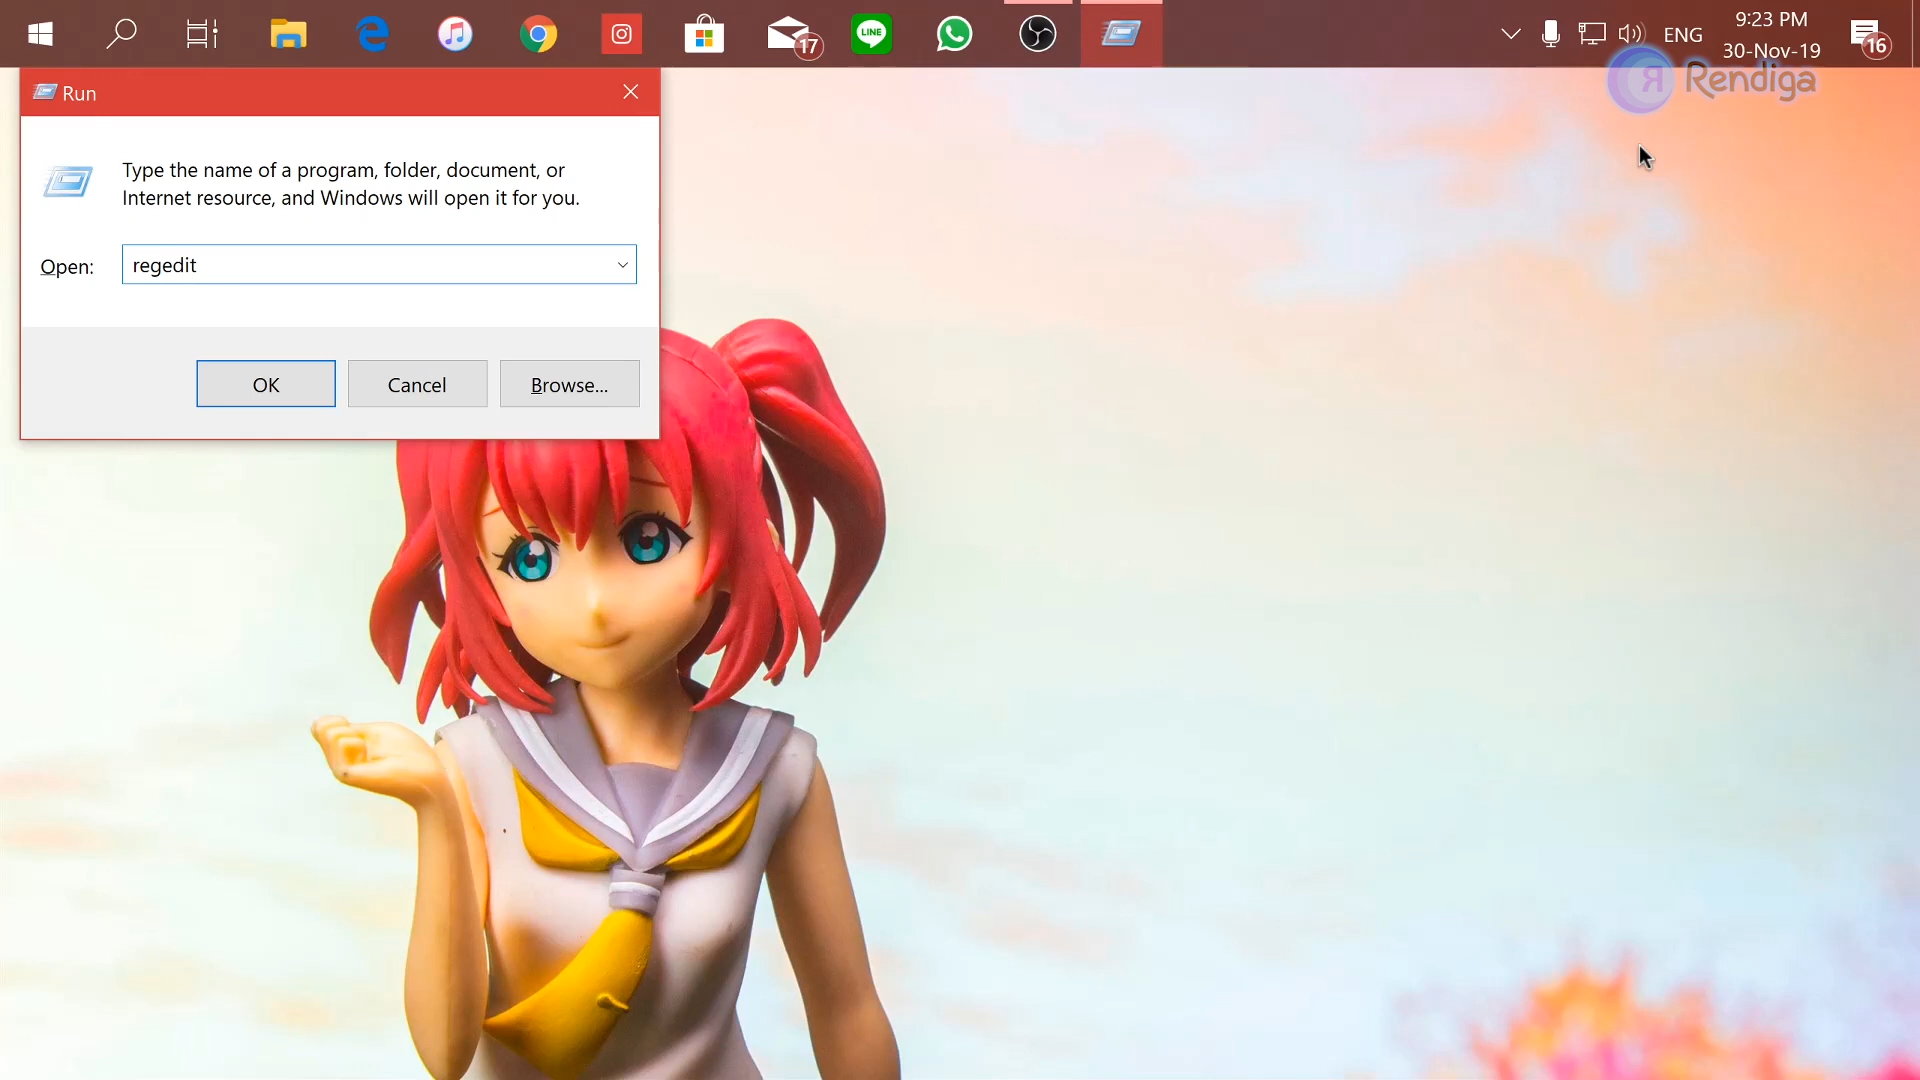 LINE
17
ENG
9:23 PM
30-Nov-19
16
Rendiga
Run
Type the name of a program, folder, document, or
Internet resource, and Windows will open it for you.
Open:
regedit
OK
Cancel
Browse...